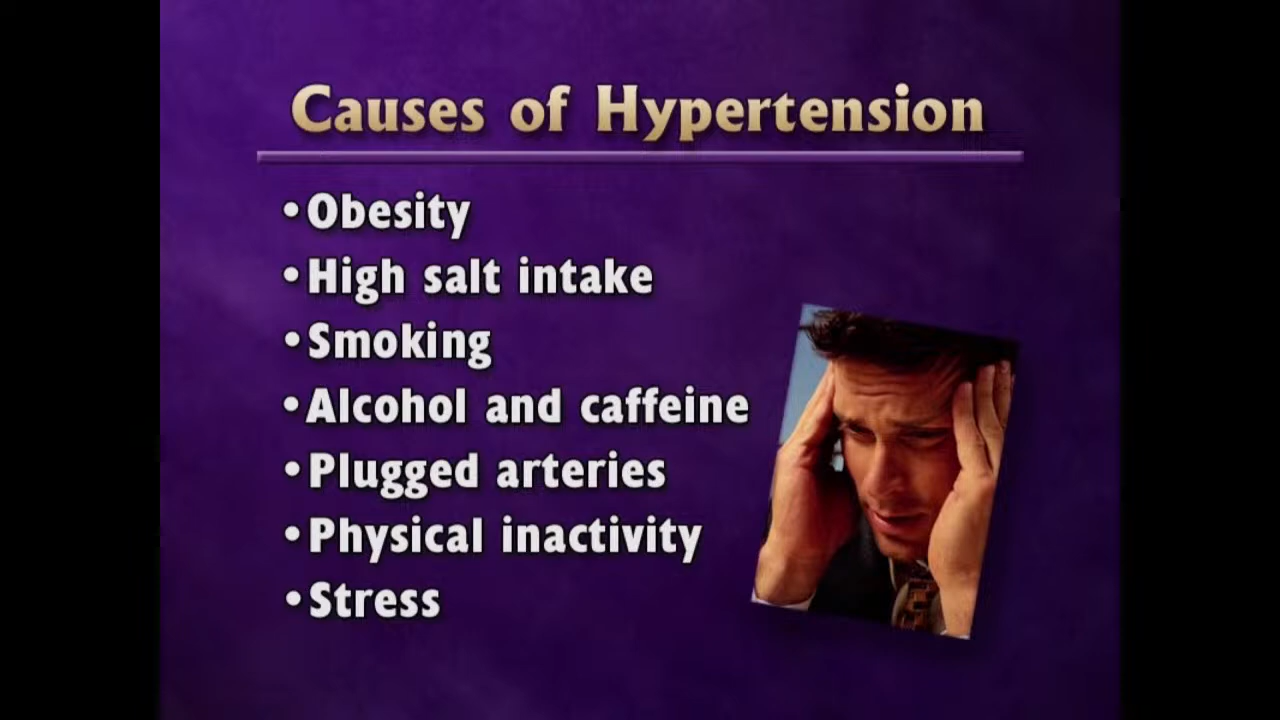 Causes of Hypertension
•Obesity
•High salt intake
•Smoking
•Alcohol and caffeine
•Plugged arteries
•Physical inactivity
•Stress